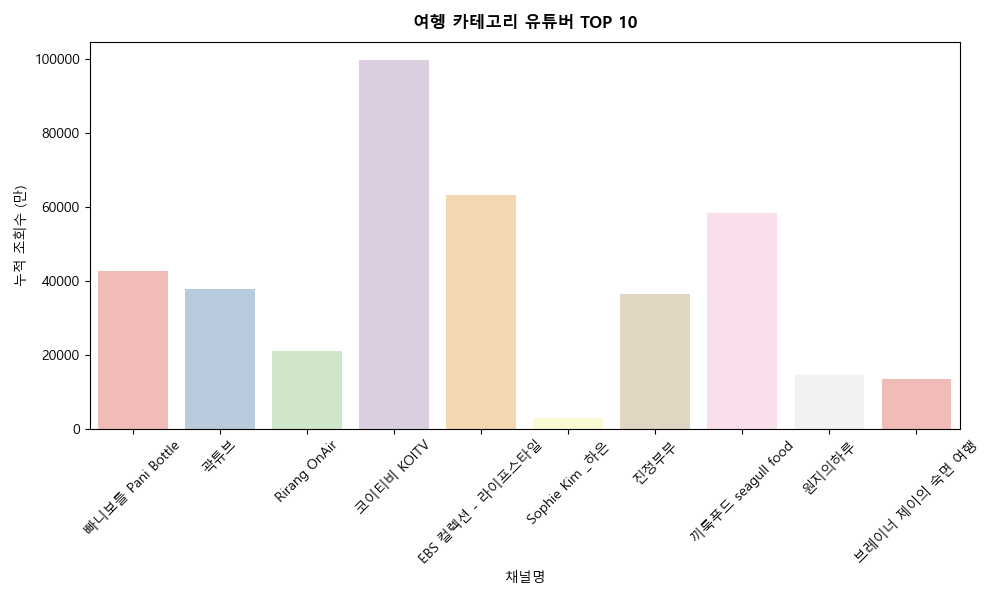 여행 카테고리 유튜버 TOP 10
누적 조회수 (만)
100000
80000
60000
40000
20000
0
빠니보틀 Pani Bottle
곽튜브
Rirang OnAir
코이티비 KOITV
EBS 컬렉션 - 라이프스타일
Sophie Kim _ 하은
진정부부
끼룩푸드 seagull food
원지의하루
브레이너 제이의 숙면 여행
채널명